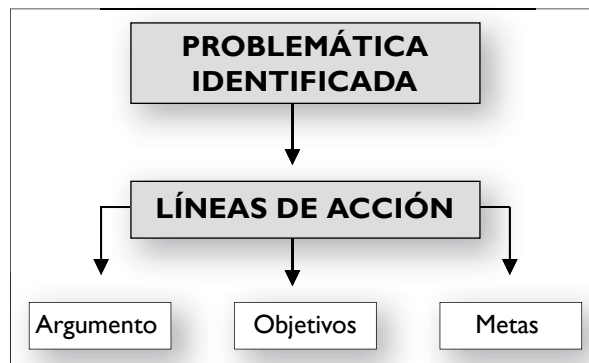 PROBLEMÁTICA
IDENTIFICADA
LÍNEAS DE ACCIÓN
Argumento
Objetivos
Metas